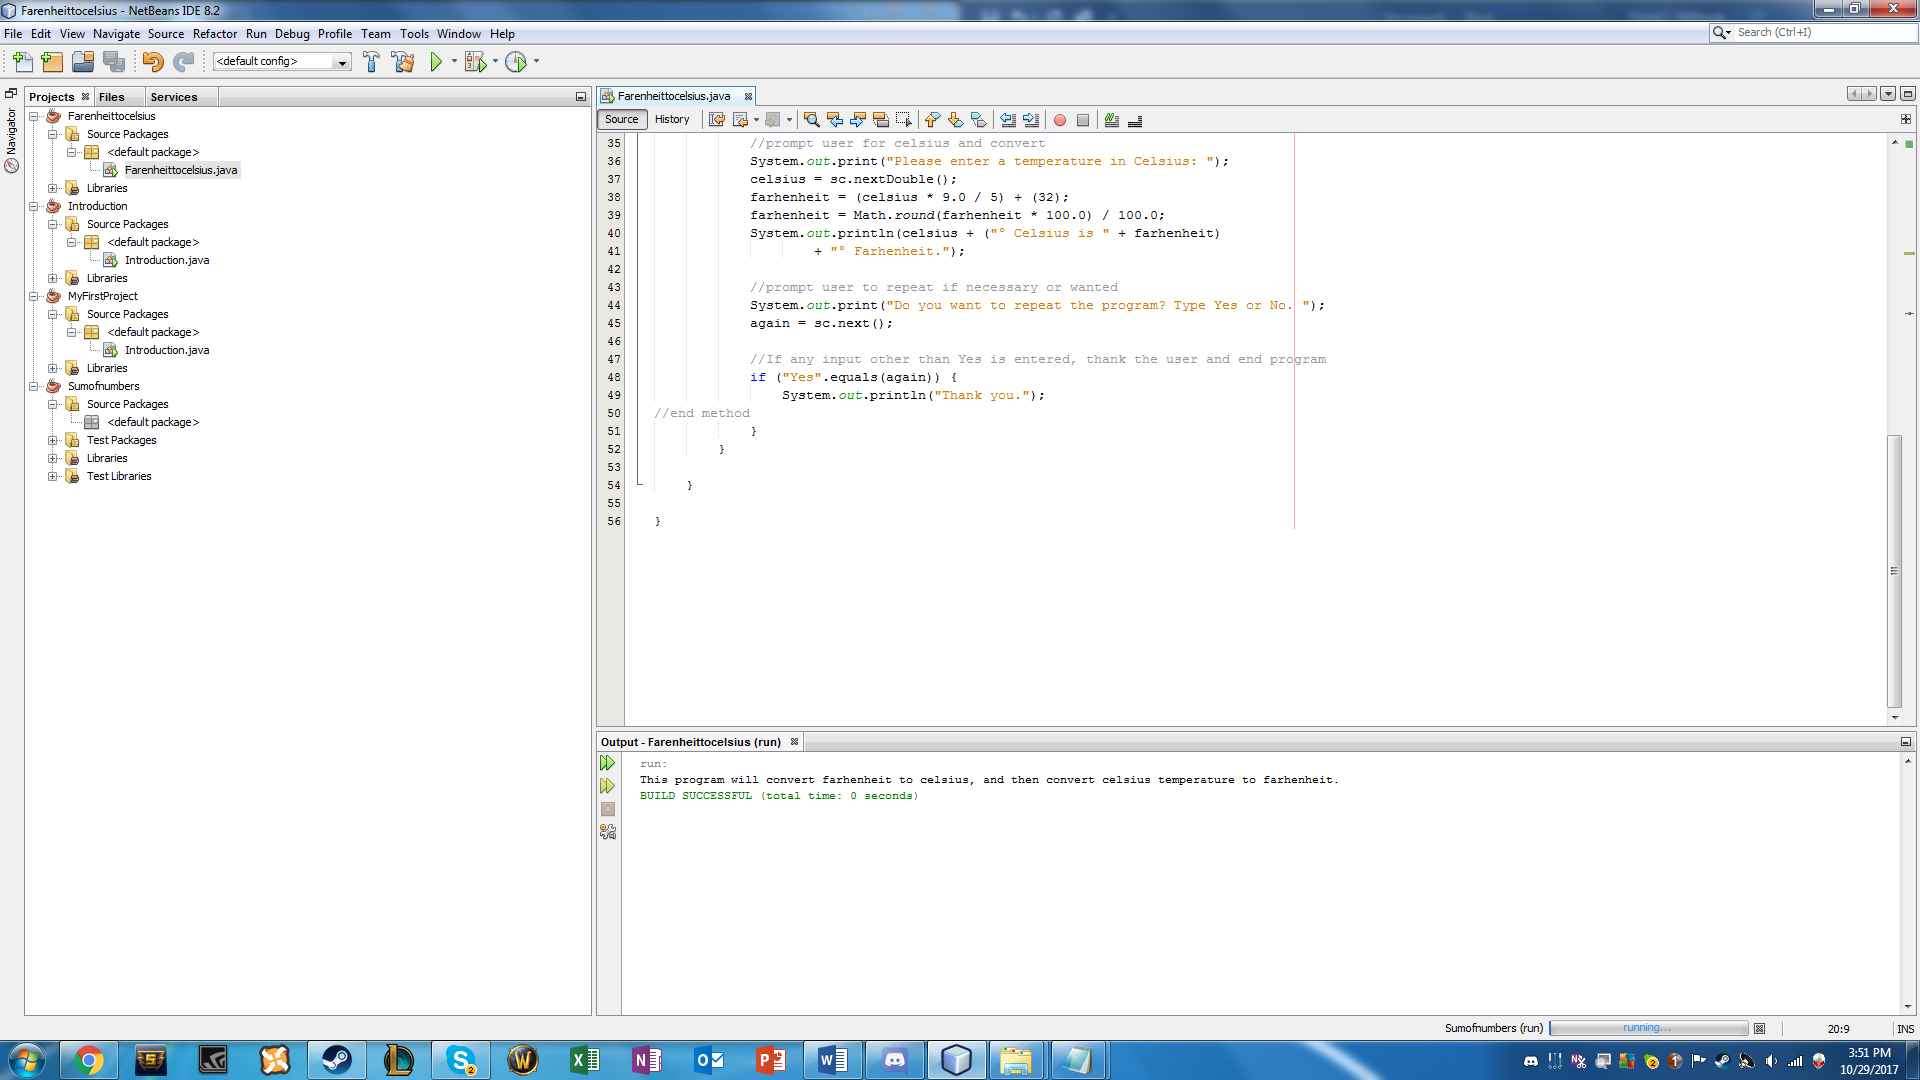 Farenheittocelsius - NetBeans IDE 8.2
File Edit View Navigate Source Refactor Run Debug Profile Team Tools Window Help
Search (Ctrl+I)
<default config>
Projects Files Services
Navigator
Farenheittocelsius
Source Packages
<default package>
Farenheittocelsius.java
Libraries
Introduction
Source Packages
<default package>
Introduction.java
Libraries
MyFirstProject
Source Packages
<default package>
Introduction.java
Libraries
Sumofnumbers
Source Packages
<default package>
Test Packages
Libraries
Test Libraries
Farenheittocelsius.java
Source History
35 //prompt user for celsius and convert
36 System.out.print("Please enter a temperature in Celsius: ");
37 celsius = sc.nextDouble();
38 farhenheit = (celsius * 9.0 / 5) + (32);
39 farhenheit = Math.round(farhenheit * 100.0) / 100.0;
40 System.out.println(celsius + ("° Celsius is " + farhenheit)
41 + "° Farhenheit.");
42
43 //prompt user to repeat if necessary or wanted
44 System.out.print("Do you want to repeat the program? Type Yes or No. ");
45 again = sc.next();
46
47 //If any input other than Yes is entered, thank the user and end program
48 if ("Yes".equals(again)) {
49 System.out.println("Thank you.");
50 //end method
51 }
52 }
53
54 }
55
56 }
Output - Farenheittocelsius (run)
run:
This program will convert farhenheit to celsius, and then convert celsius temperature to farhenheit.
BUILD SUCCESSFUL (total time: 0 seconds)
Sumofnumbers (run) running... 20:9 INS
3:51 PM
10/29/2017